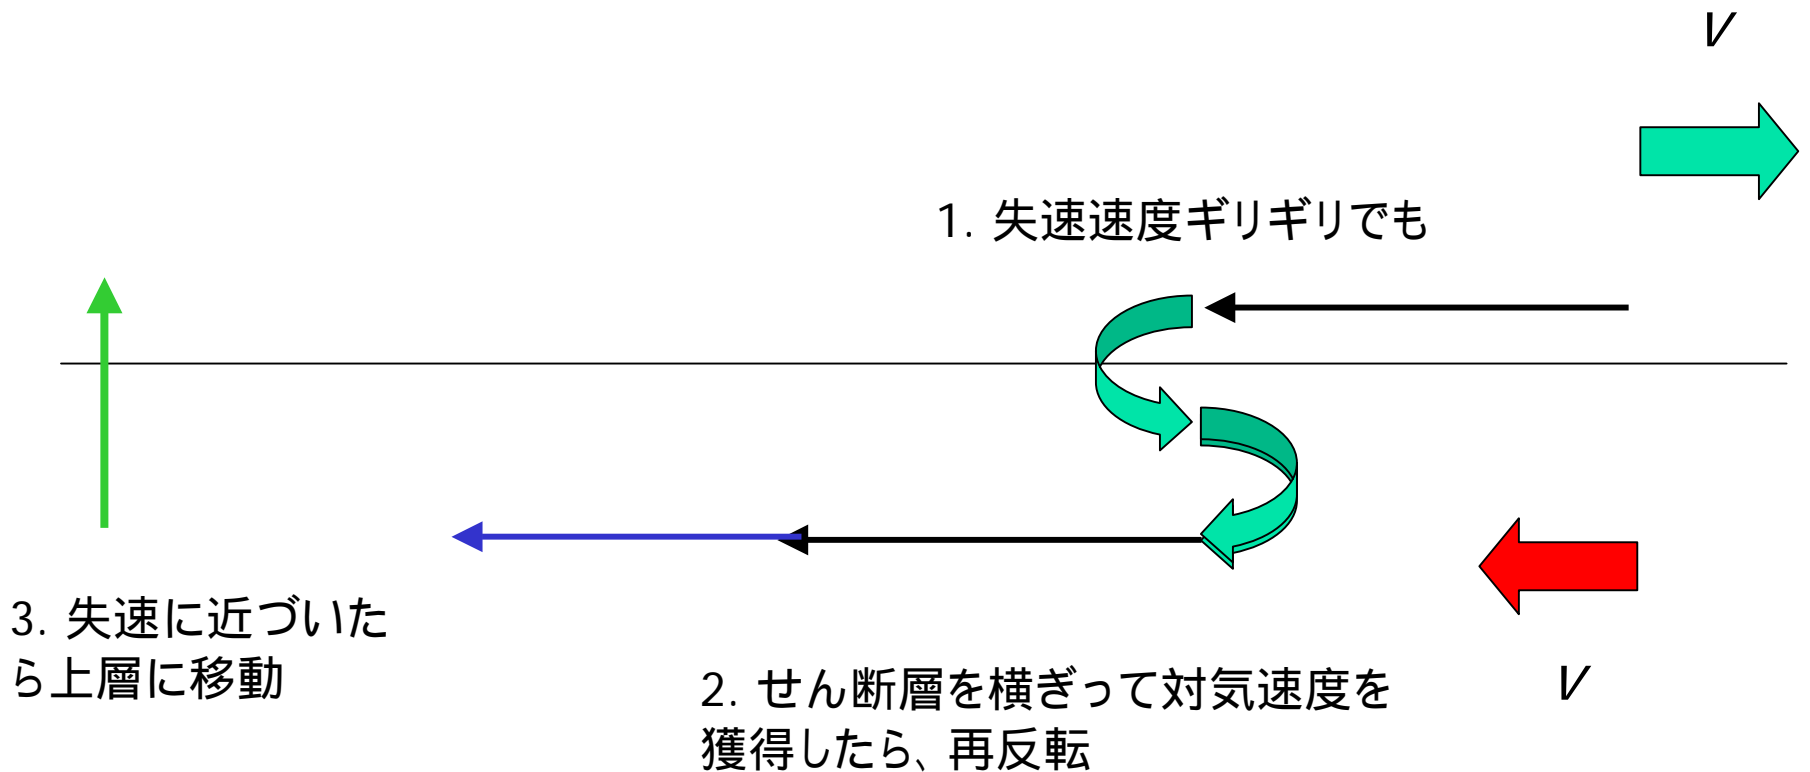 V
1. 失速速度ギリギリでも
3. 失速に近づいた
ら上層に移動
2. せん断層を横ぎって対気速度を
獲得したら、再反転
V